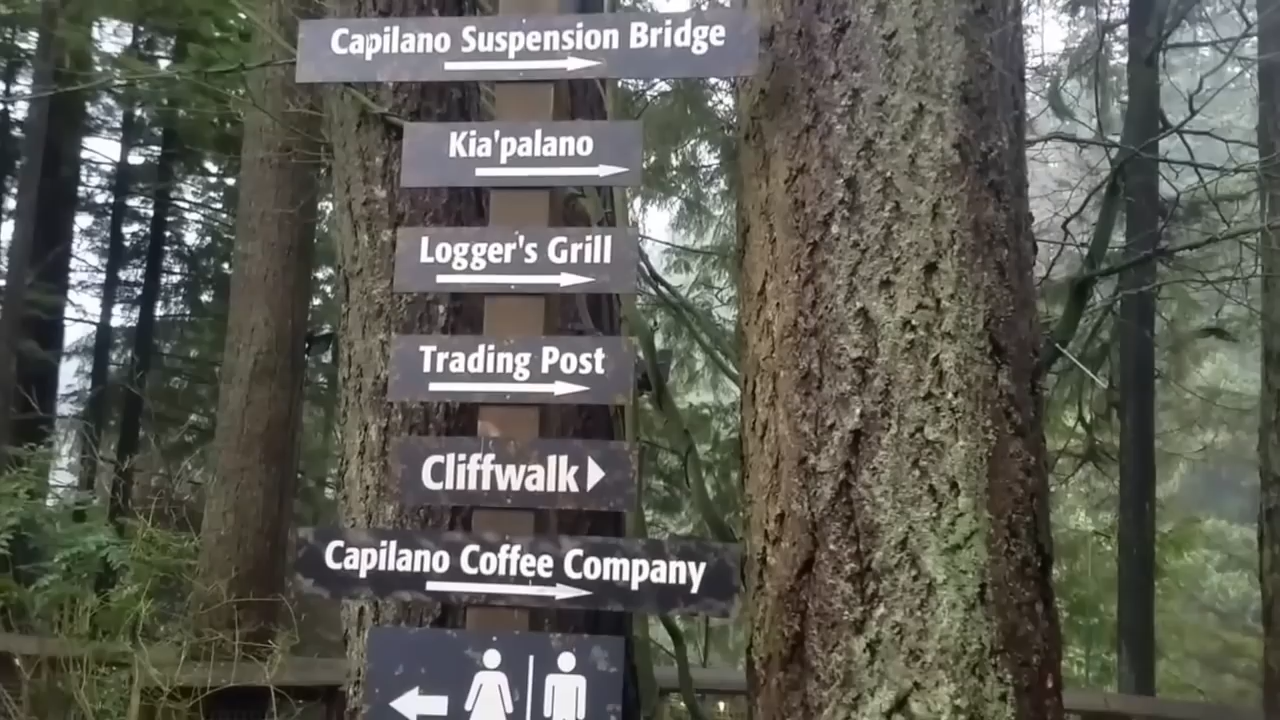 Capilano Suspension Bridge
Kia'palano
Logger's Grill
Trading Post
Cliffwalk
Capilano Coffee Company